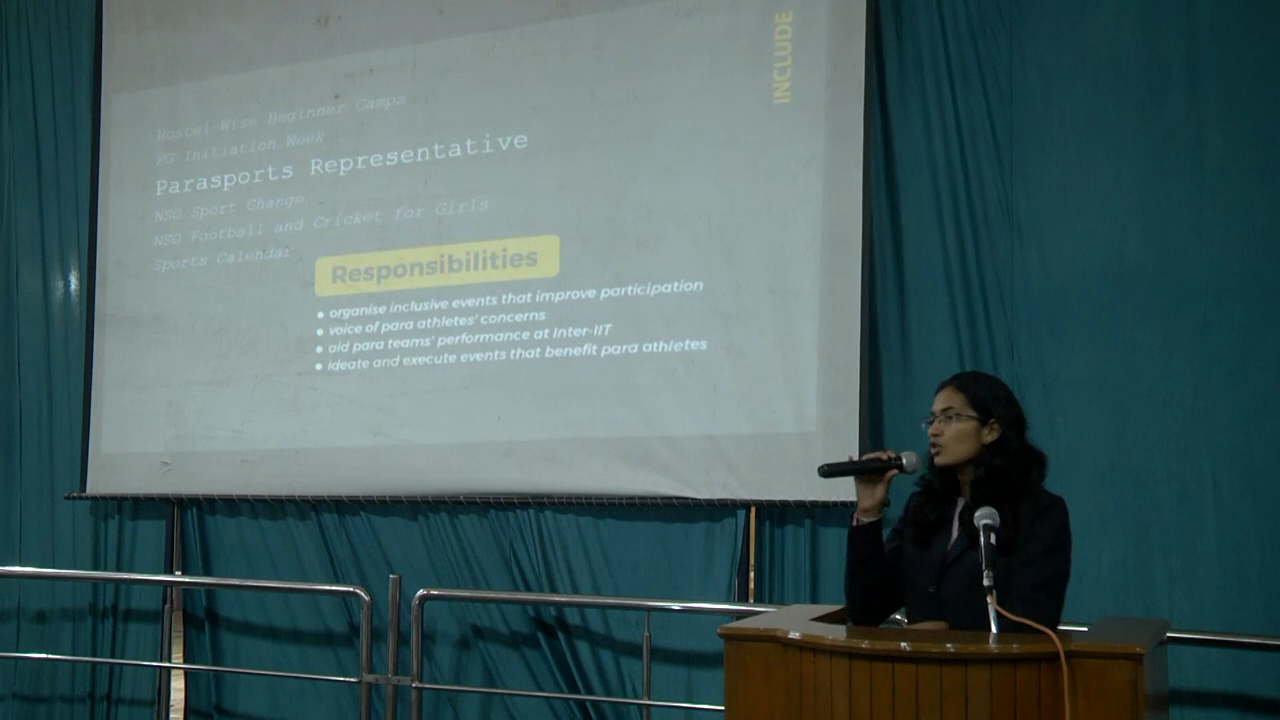 INCLUDE
Hostel-Wise Beginner Camps
PG Initiation Week
Parasports Representative
NSO Sport Change
NSO Football and Cricket for Girls
Sports Calendar
Responsibilities
• organise inclusive events that improve participation
• voice of para athletes' concerns
• aid para teams' performance at Inter-IIT
• ideate and execute events that benefit para athletes